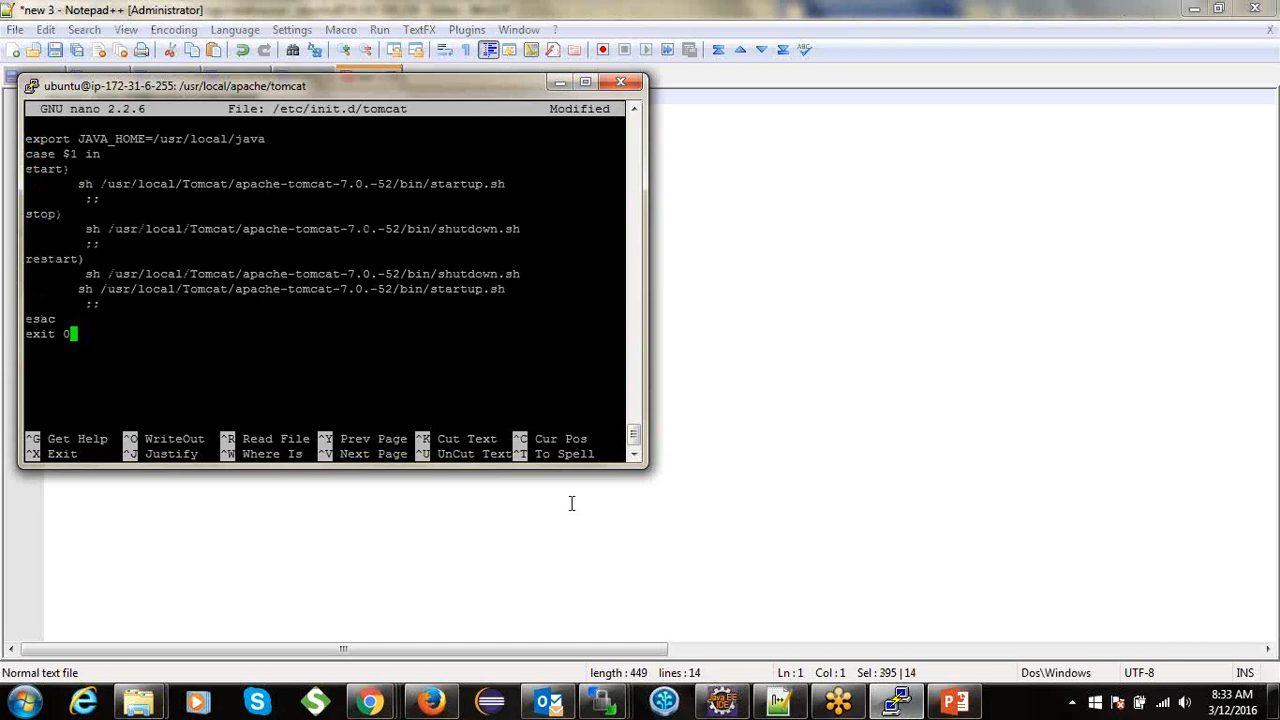 *new 3 - Notepad++ [Administrator]
File Edit Search View Encoding Language Settings Macro Run TextFX Plugins Window ?
X
ubuntu@ip-172-31-6-255: /usr/local/apache/tomcat
GNU nano 2.2.6 File: /etc/init.d/tomcat Modified
export JAVA_HOME=/usr/local/java
case $1 in
start}
sh /usr/local/Tomcat/apache-tomcat-7.0.-52/bin/startup.sh
;;
stop}
sh /usr/local/Tomcat/apache-tomcat-7.0.-52/bin/shutdown.sh
;;
restart)
sh /usr/local/Tomcat/apache-tomcat-7.0.-52/bin/shutdown.sh
sh /usr/local/Tomcat/apache-tomcat-7.0.-52/bin/startup.sh
;;
esac
exit 0
^G Get Help ^O WriteOut ^R Read File ^Y Prev Page ^K Cut Text ^C Cur Pos
^X Exit ^J Justify ^W Where Is ^V Next Page ^U UnCut Text ^T To Spell
Normal text file length : 449 lines : 14 Ln : 1 Col : 1 Sel : 395 | 14 Dos\Windows UTF-8 INS
8:33 AM
3/12/2016